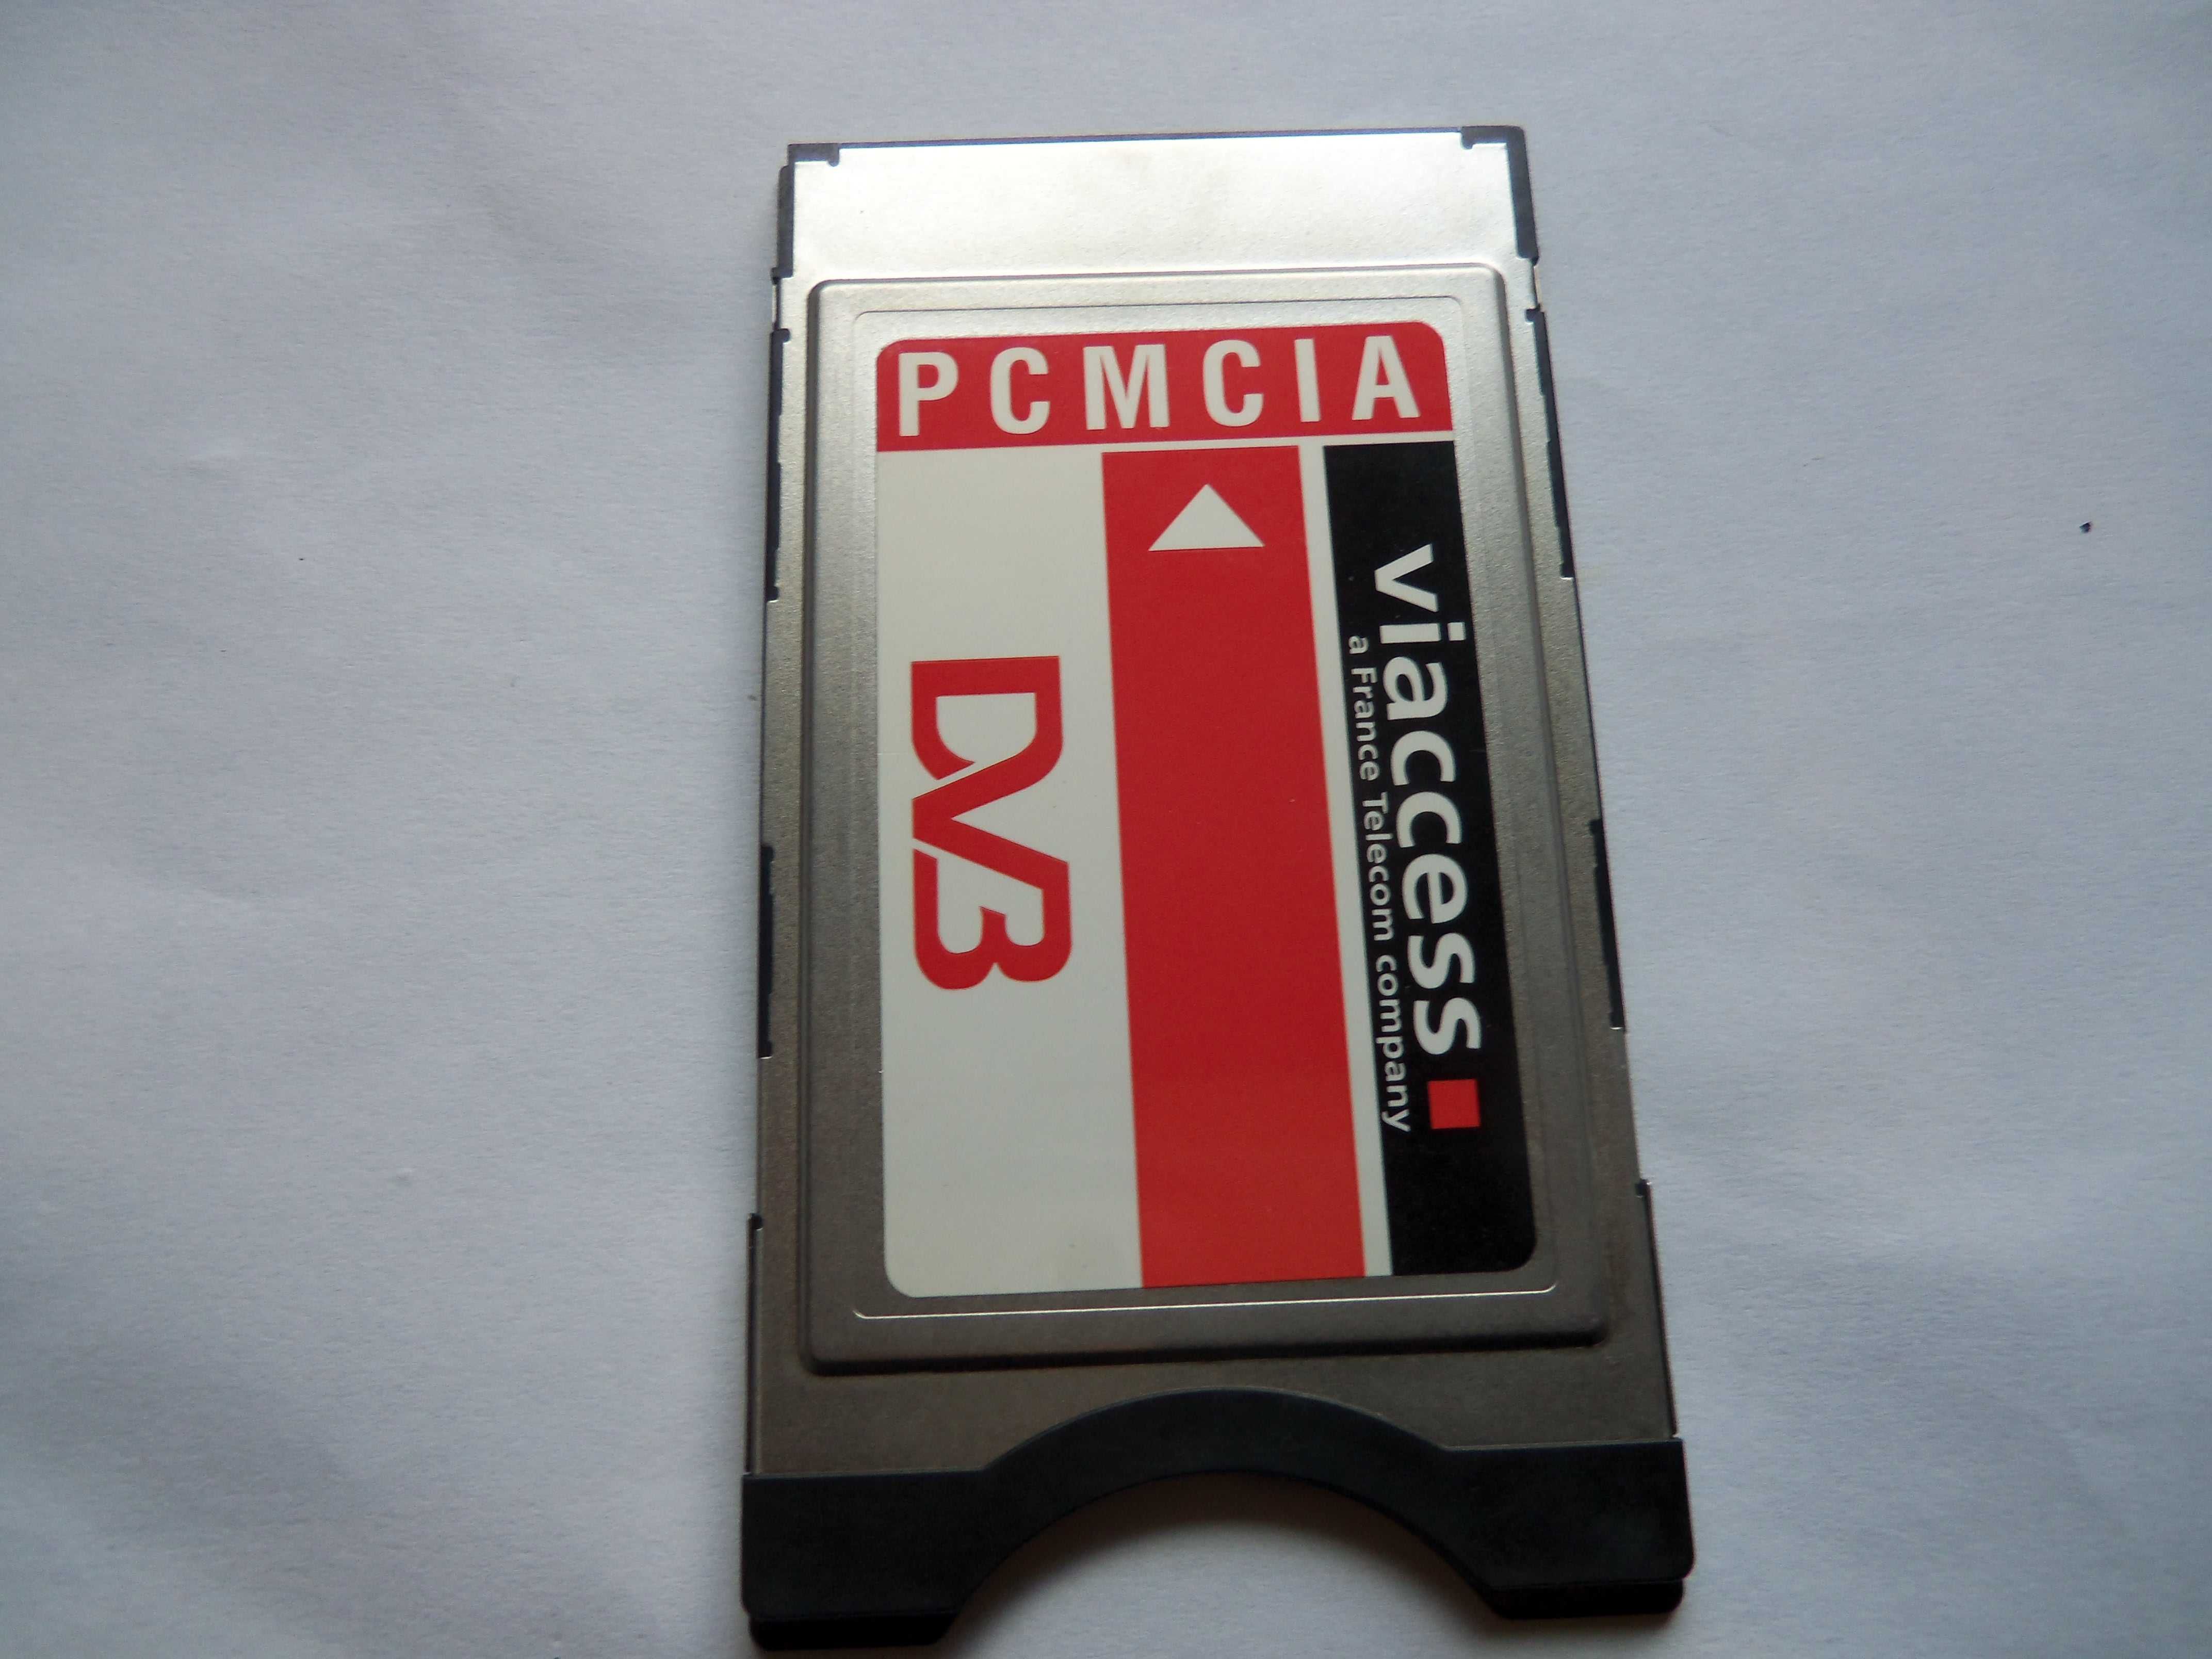 PCMCIA
viaccess
a France Telecom company
DVB